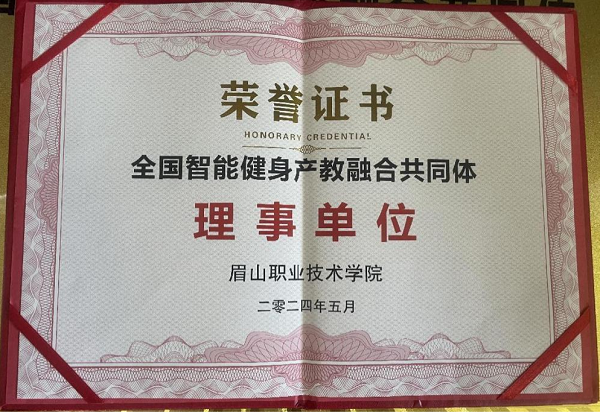 荣誉证书
HONORARY CREDENTIAL
全国智能健身产教融合共同体
理事单位
眉山职业技术学院
二零二四年五月